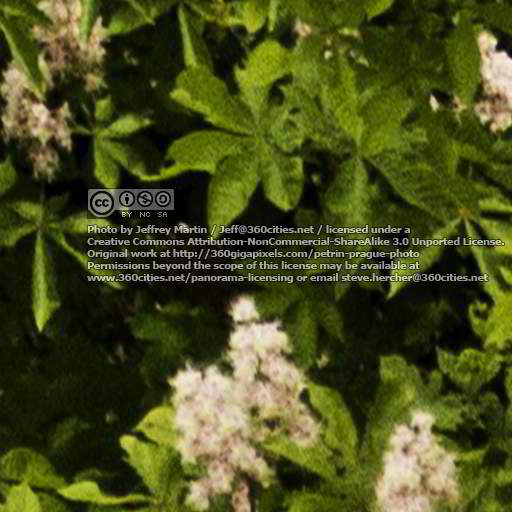 cc BY NC SA
Photo by Jeffrey Martin / Jeff@360cities.net / licensed under a
Creative Commons Attribution-NonCommercial-ShareAlike 3.0 Unported License.
Original work at http://360gigapixels.com/petrin-prague-photo
Permissions beyond the scope of this license may be available at
www.360cities.net/panorama-licensing or email steve.hercher@360cities.net